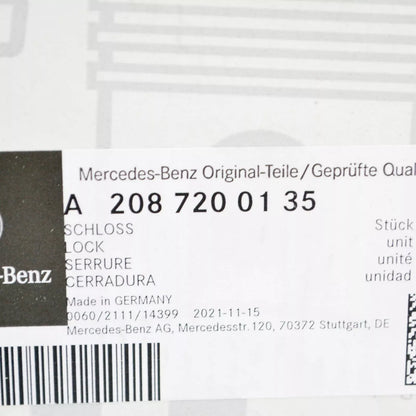 Mercedes-Benz Original-Teile/Geprüfte Qual
A 208 720 01 35
SCHLOSS
LOCK
SERRURE
CERRADURA
Stück
unit
unité
unidad
-Benz
Made in GERMANY
0060/2111/14399 2021-11-15
Mercedes-Benz AG, Mercedesstr.120, 70372 Stuttgart, DE